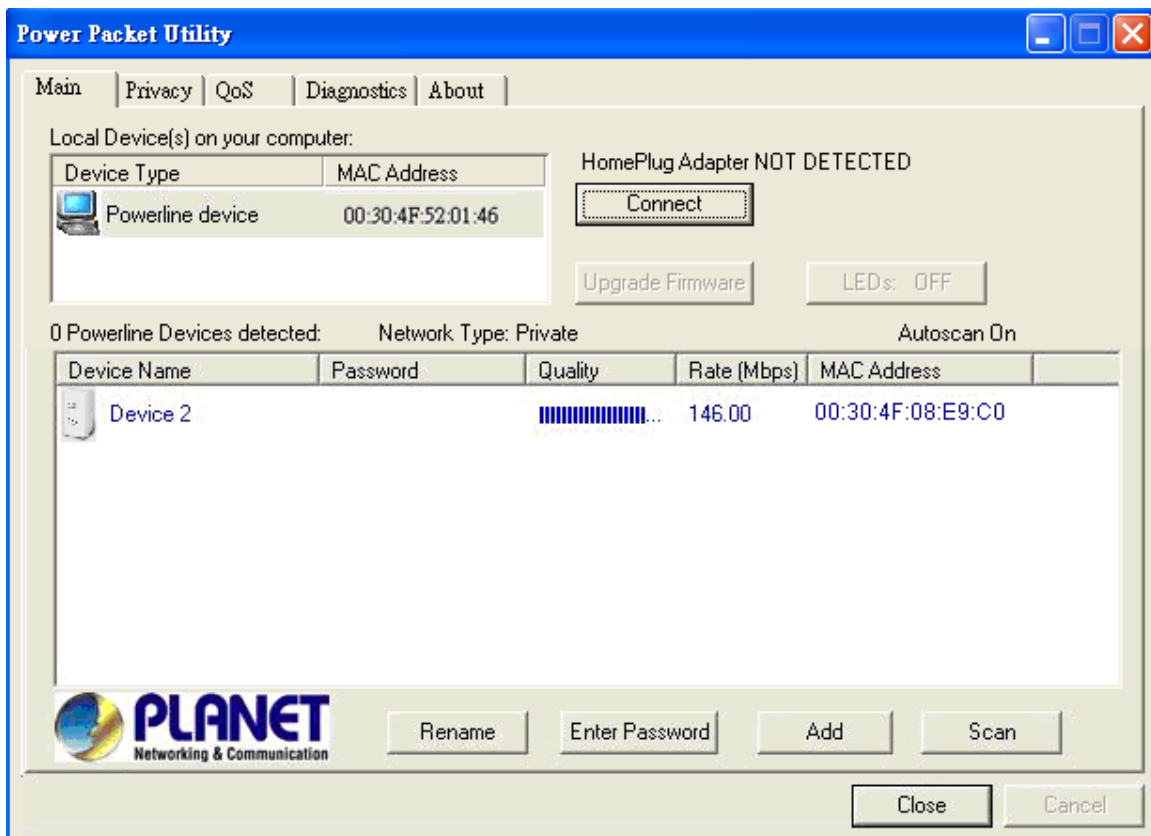 Power Packet Utility
Main Privacy QoS Diagnostics About
Local Device(s) on your computer:
Device Type MAC Address
Powerline device 00:30:4F:52:01:46
HomePlug Adapter NOT DETECTED
Connect
Upgrade Firmware LEDs: OFF
0 Powerline Devices detected: Network Type: Private Autoscan On
Device Name Password Quality Rate (Mbps) MAC Address
Device 2 ... 146.00 00:30:4F:08:E9:C0
PLANET
Networking & Communication
Rename Enter Password Add Scan
Close Cancel